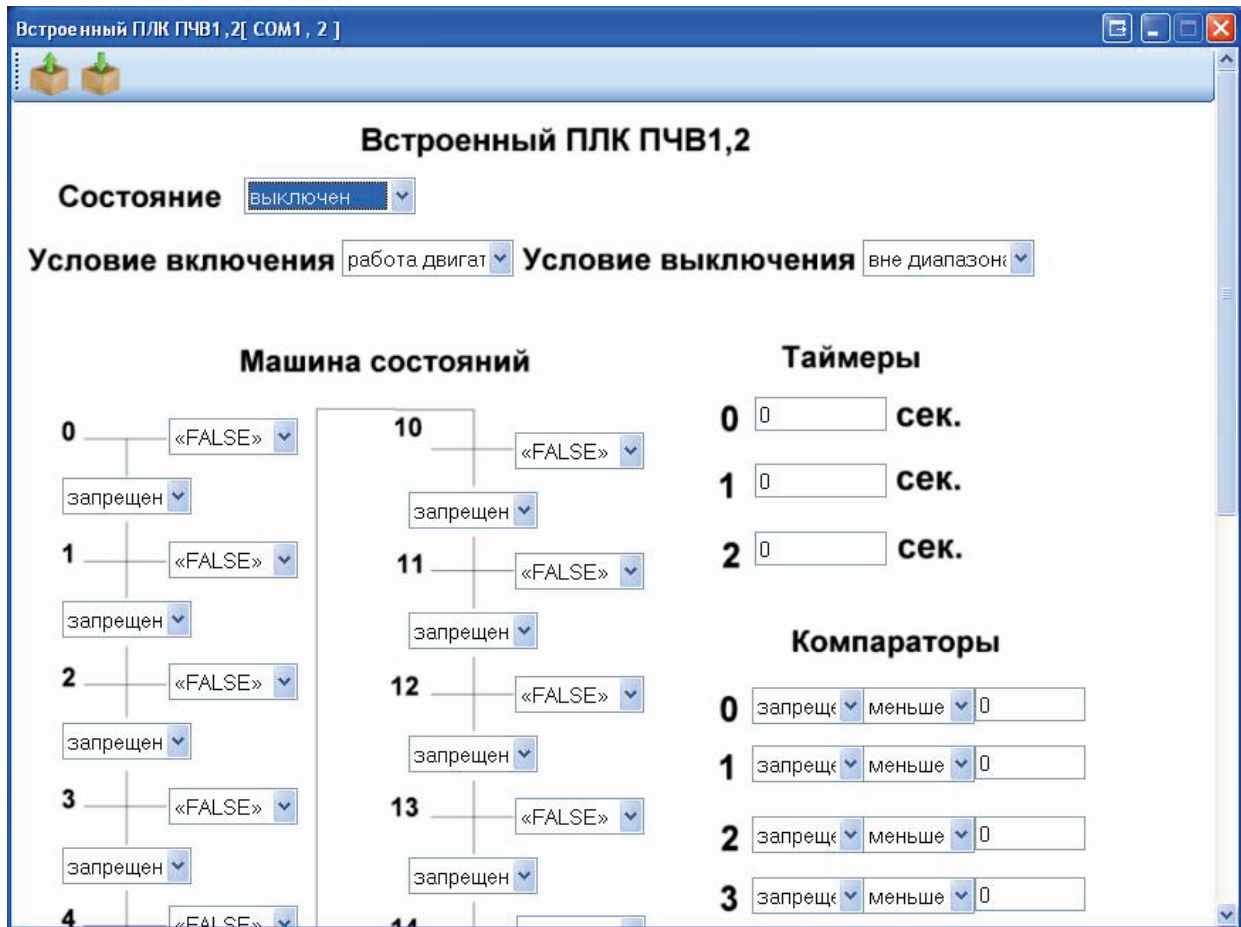 Встроенный ПЛК ПЧВ1,2[ COM1, 2 ]
Встроенный ПЛК ПЧВ1,2
Состояние выключен
Условие включения работа двигат Условие выключения вне диапазона
Машина состояний
0 «FALSE»
запрещен
1 «FALSE»
запрещен
2 «FALSE»
запрещен
3 «FALSE»
запрещен
4 «FALSE»
10 «FALSE»
запрещен
11 «FALSE»
запрещен
12 «FALSE»
запрещен
13 «FALSE»
запрещен
14
Таймеры
0 0 сек.
1 0 сек.
2 0 сек.
Компараторы
0 запреще меньше 0
1 запреще меньше 0
2 запреще меньше 0
3 запреще меньше 0